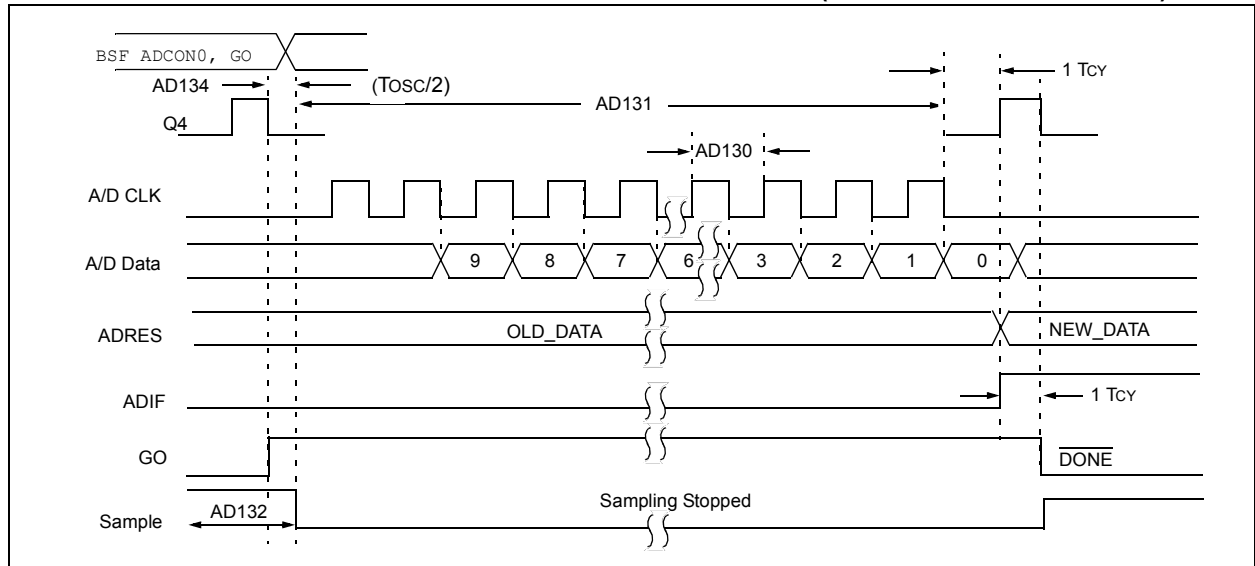 BSF ADCON0, GO
AD134
(TOSC/2)
1 TCY
AD131
Q4
AD130
A/D CLK
A/D Data
9
8
7
6
3
2
1
0
ADRES
OLD_DATA
NEW_DATA
ADIF
1 TCY
GO
DONE
Sampling Stopped
AD132
Sample